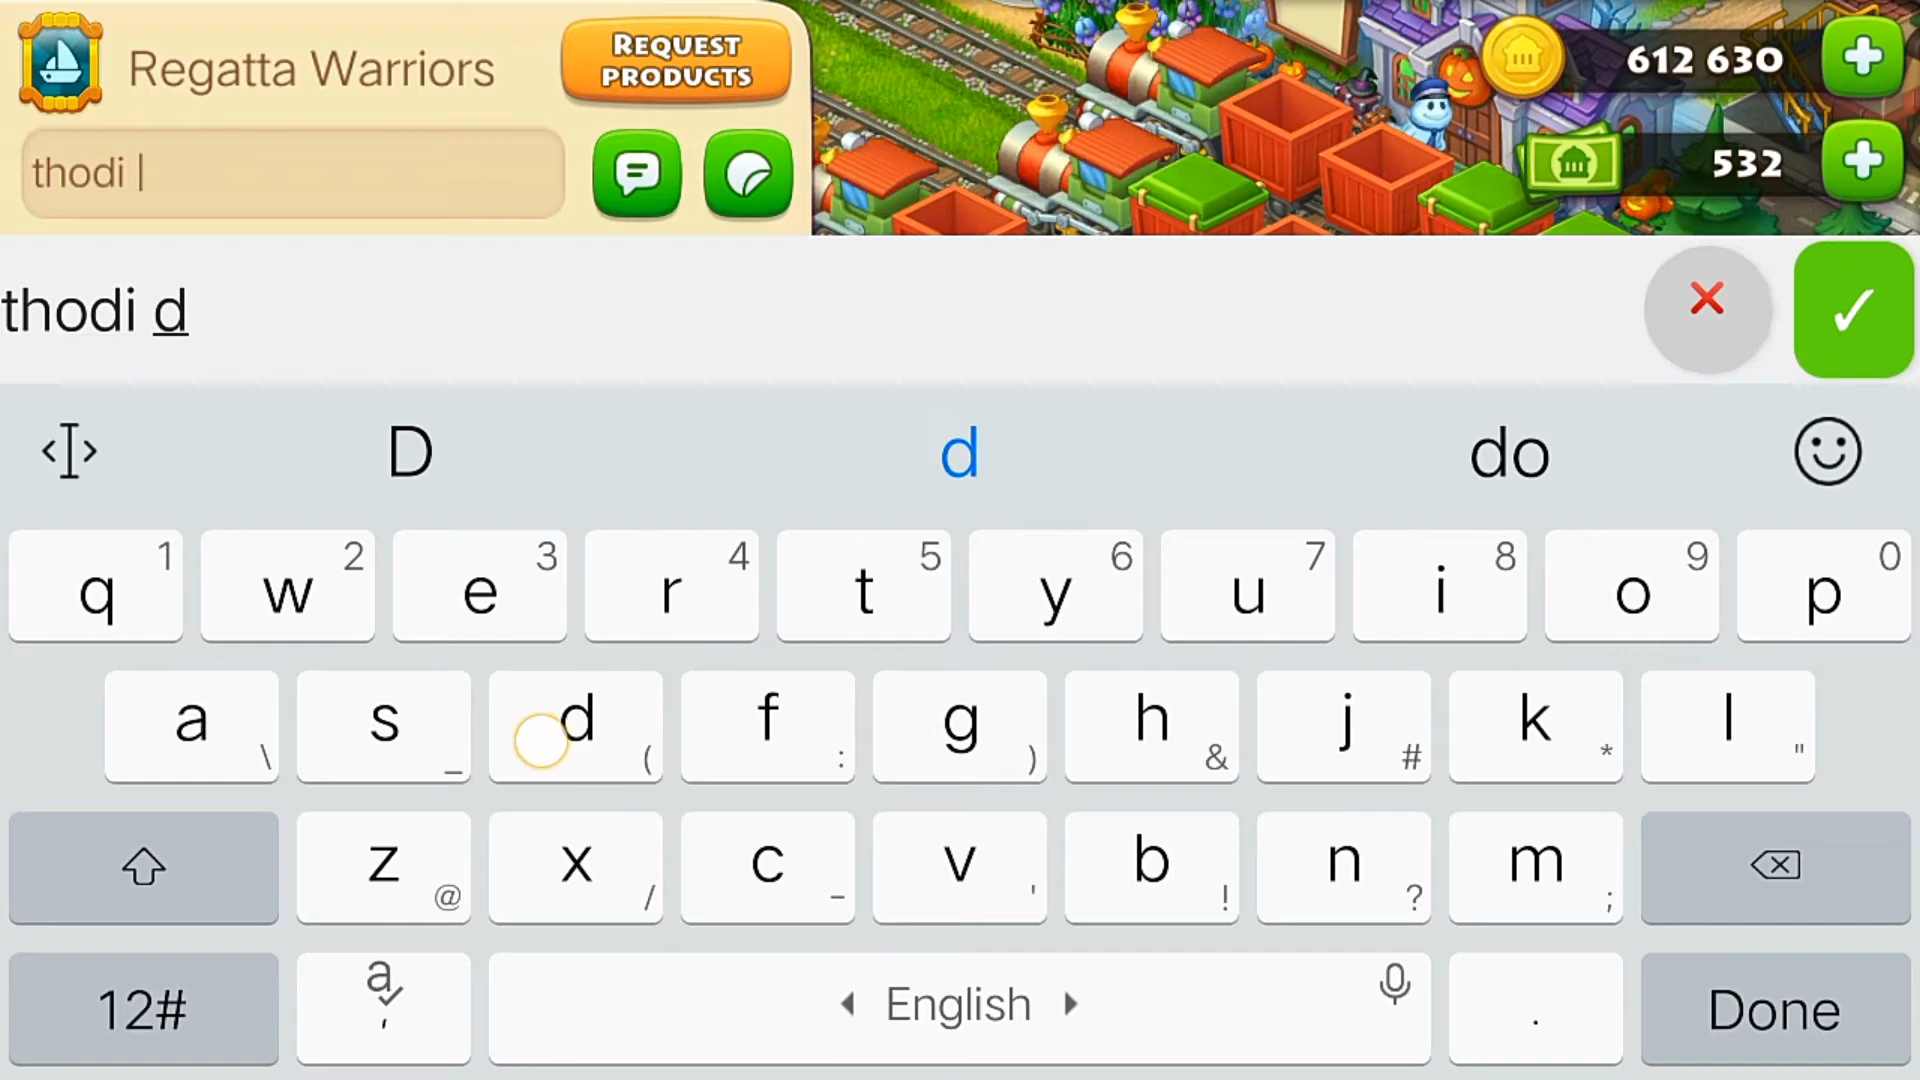 Regatta Warriors
REQUEST
PRODUCTS
612 630
thodi
532
thodi d
D d do
1 2 3 4 5 6 7 8 9 0
q w e r t y u i o p
a s d f g h j k l
\ _ ( : ) & # * "
z x c v b n m
@ / - ' ! ? ;
12# a , English . Done